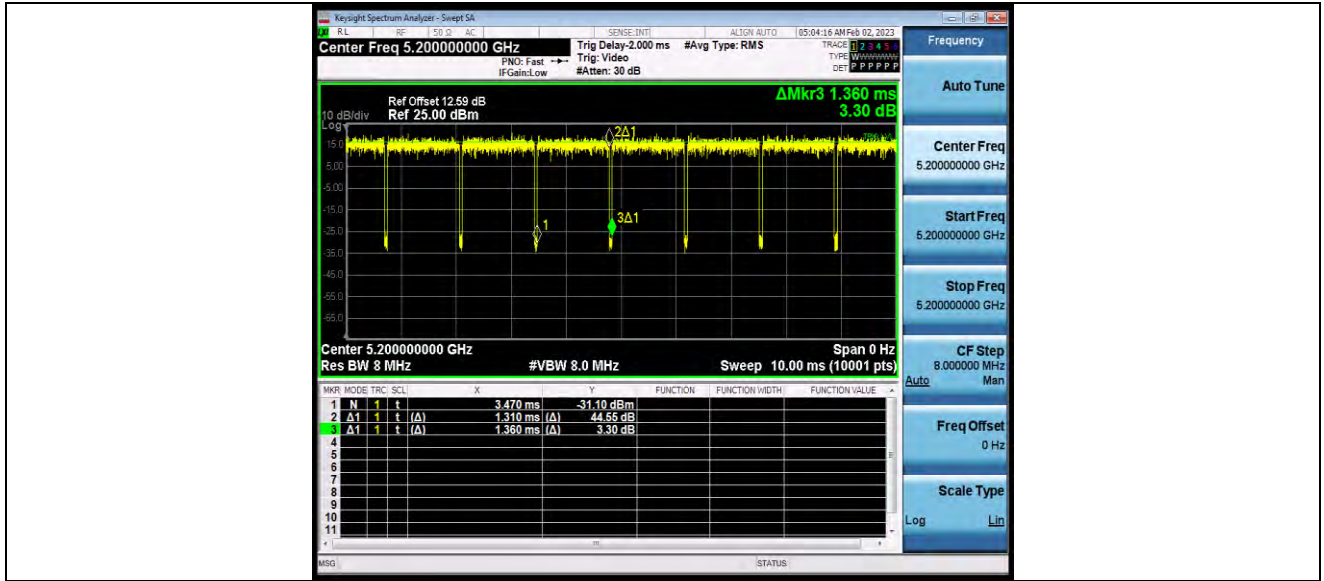 Keysight Spectrum Analyzer - Swept SA
RL RF 50 Ω AC SENSE:INT ALIGN AUTO 05:04:16 AM Feb 02, 2023
Center Freq 5.200000000 GHz
PNO: Fast
IFGain:Low
Trig Delay-2.000 ms
Trig: Video
#Atten: 30 dB
#Avg Type: RMS
TRACE 1 2 3 4 5 6
TYPE WWWWWW
DET P P P P P P
ΔMkr3 1.360 ms
3.30 dB
Ref Offset 12.59 dB
10 dB/div Ref 25.00 dBm
Log
15.0
5.00
-5.00
-15.0
-25.0
-35.0
-45.0
-55.0
-65.0
2Δ1
1
3Δ1
Center 5.200000000 GHz Span 0 Hz
Res BW 8 MHz #VBW 8.0 MHz Sweep 10.00 ms (10001 pts)
MKR MODE TRC SCL X Y FUNCTION FUNCTION WIDTH FUNCTION VALUE
1 N 1 t 3.470 ms -31.10 dBm
2 Δ1 1 t (Δ) 1.310 ms (Δ) 44.55 dB
3 Δ1 1 t (Δ) 1.360 ms (Δ) 3.30 dB
4
5
6
7
8
9
10
11
MSG STATUS
Frequency
Auto Tune
Center Freq
5.200000000 GHz
Start Freq
5.200000000 GHz
Stop Freq
5.200000000 GHz
CF Step
8.000000 MHz
Auto Man
Freq Offset
0 Hz
Scale Type
Log Lin